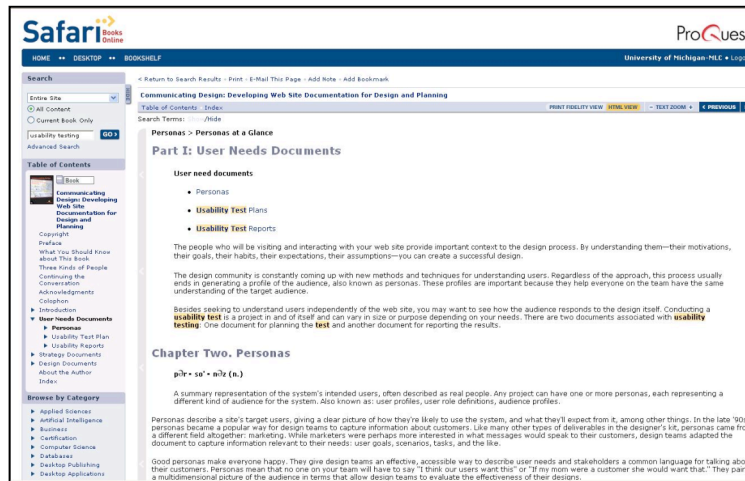 Safari Books Online
ProQues
HOME •• DESKTOP •• BOOKSHELF
University of Michigan-MLC • Logo
Search
< Return to Search Results - Print - E-Mail This Page - Add Note - Add Bookmark
Entire Site
All Content
Current Book Only
usability testing GO
Advanced Search
Communicating Design: Developing Web Site Documentation for Design and Planning
Table of Contents Index
PRINT FIDELITY VIEW HTML VIEW - TEXT ZOOM + < PREVIOUS
Search Terms: /Hide
Table of Contents
Book
Communicating
Design: Developing
Web Site
Documentation for
Design and
Planning
Copyright
Preface
What You Should Know
about This Book
Three Kinds of People
Continuing the
Conversation
Acknowledgments
Colophon
Introduction
User Needs Documents
Personas
Usability Test Plan
Usability Reports
Strategy Documents
Design Documents
About the Author
Index
Browse by Category
Applied Sciences
Artificial Intelligence
Business
Certification
Computer Science
Databases
Desktop Publishing
Desktop Applications
Personas > Personas at a Glance
Part I: User Needs Documents
User need documents
• Personas
• Usability Test Plans
• Usability Test Reports
The people who will be visiting and interacting with your web site provide important context to the design process. By understanding them—their motivations,
their goals, their habits, their expectations, their assumptions—you can create a successful design.
The design community is constantly coming up with new methods and techniques for understanding users. Regardless of the approach, this process usually
ends in generating a profile of the audience, also known as personas. These profiles are important because they help everyone on the team have the same
understanding of the target audience.
Besides seeking to understand users independently of the web site, you may want to see how the audience responds to the design itself. Conducting a
usability test is a project in and of itself and can vary in size or purpose depending on your needs. There are two documents associated with usability
testing: One document for planning the test and another document for reporting the results.
Chapter Two. Personas
pər • so' • nəz (n.)
A summary representation of the system's intended users, often described as real people. Any project can have one or more personas, each representing a
different kind of audience for the system. Also known as: user profiles, user role definitions, audience profiles.
Personas describe a site's target users, giving a clear picture of how they're likely to use the system, and what they'll expect from it, among other things. In the late '90s
personas became a popular way for design teams to capture information about customers. Like many other types of deliverables in the designer's kit, personas came fro
a different field altogether: marketing. While marketers were perhaps more interested in what messages would speak to their customers, design teams adapted the
document to capture information relevant to their needs: user goals, scenarios, tasks, and the like.
Good personas make everyone happy. They give design teams an effective, accessible way to describe user needs and stakeholders a common language for talking abo
their customers. Personas mean that no one on your team will have to say "I think our users want this" or "If my mom were a customer she would want that." They pain
a multidimensional picture of the audience in terms that allow design teams to evaluate the effectiveness of their designs.